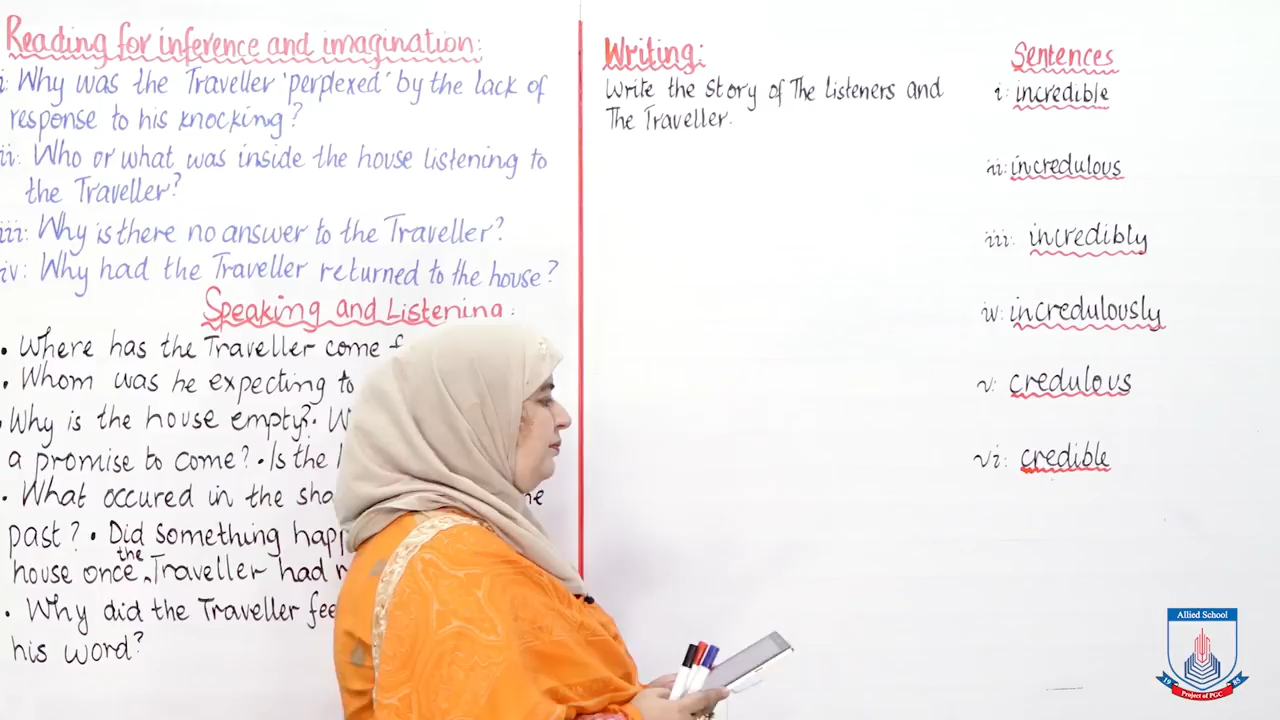 Reading for inference and imagination:
i: Why was the Traveller 'perplexed' by the lack of
response to his knocking?
ii: Who or what was inside the house listening to
the Traveller?
iii: Why is there no answer to the Traveller?
iv: Why had the Traveller returned to the house?
Speaking and Listening:
• Where has the Traveller come
• Whom was he expecting to
• Why is the house empty? •
a promise to come? • Is the
• What occured in the
past? • Did something
house once the Traveller had
• Why did the Traveller
his word?
Writing:
Write the story of The Listeners and
The Traveller.
Sentences
i: incredible
ii: incredulous
iii: incredibly
iv: incredulously
v: credulous
vi: credible
Allied School
1985
Project of PGC